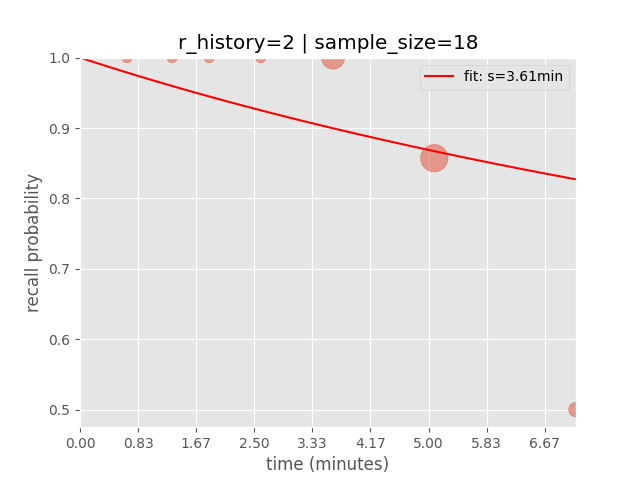 r_history=2 | sample_size=18
fit: s=3.61min
1.0
0.9
0.8
0.7
0.6
0.5
recall probability
0.00 0.83 1.67 2.50 3.33 4.17 5.00 5.83 6.67
time (minutes)